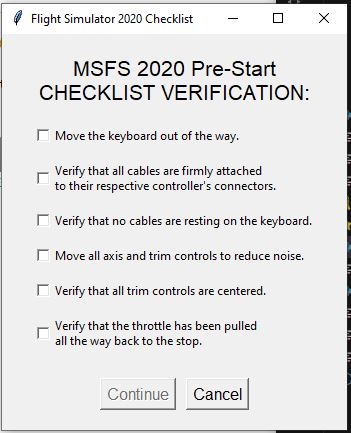 Flight Simulator 2020 Checklist
MSFS 2020 Pre-Start
CHECKLIST VERIFICATION:
Move the keyboard out of the way.
Verify that all cables are firmly attached
to their respective controller's connectors.
Verify that no cables are resting on the keyboard.
Move all axis and trim controls to reduce noise.
Verify that all trim controls are centered.
Verify that the throttle has been pulled
all the way back to the stop.
Continue
Cancel